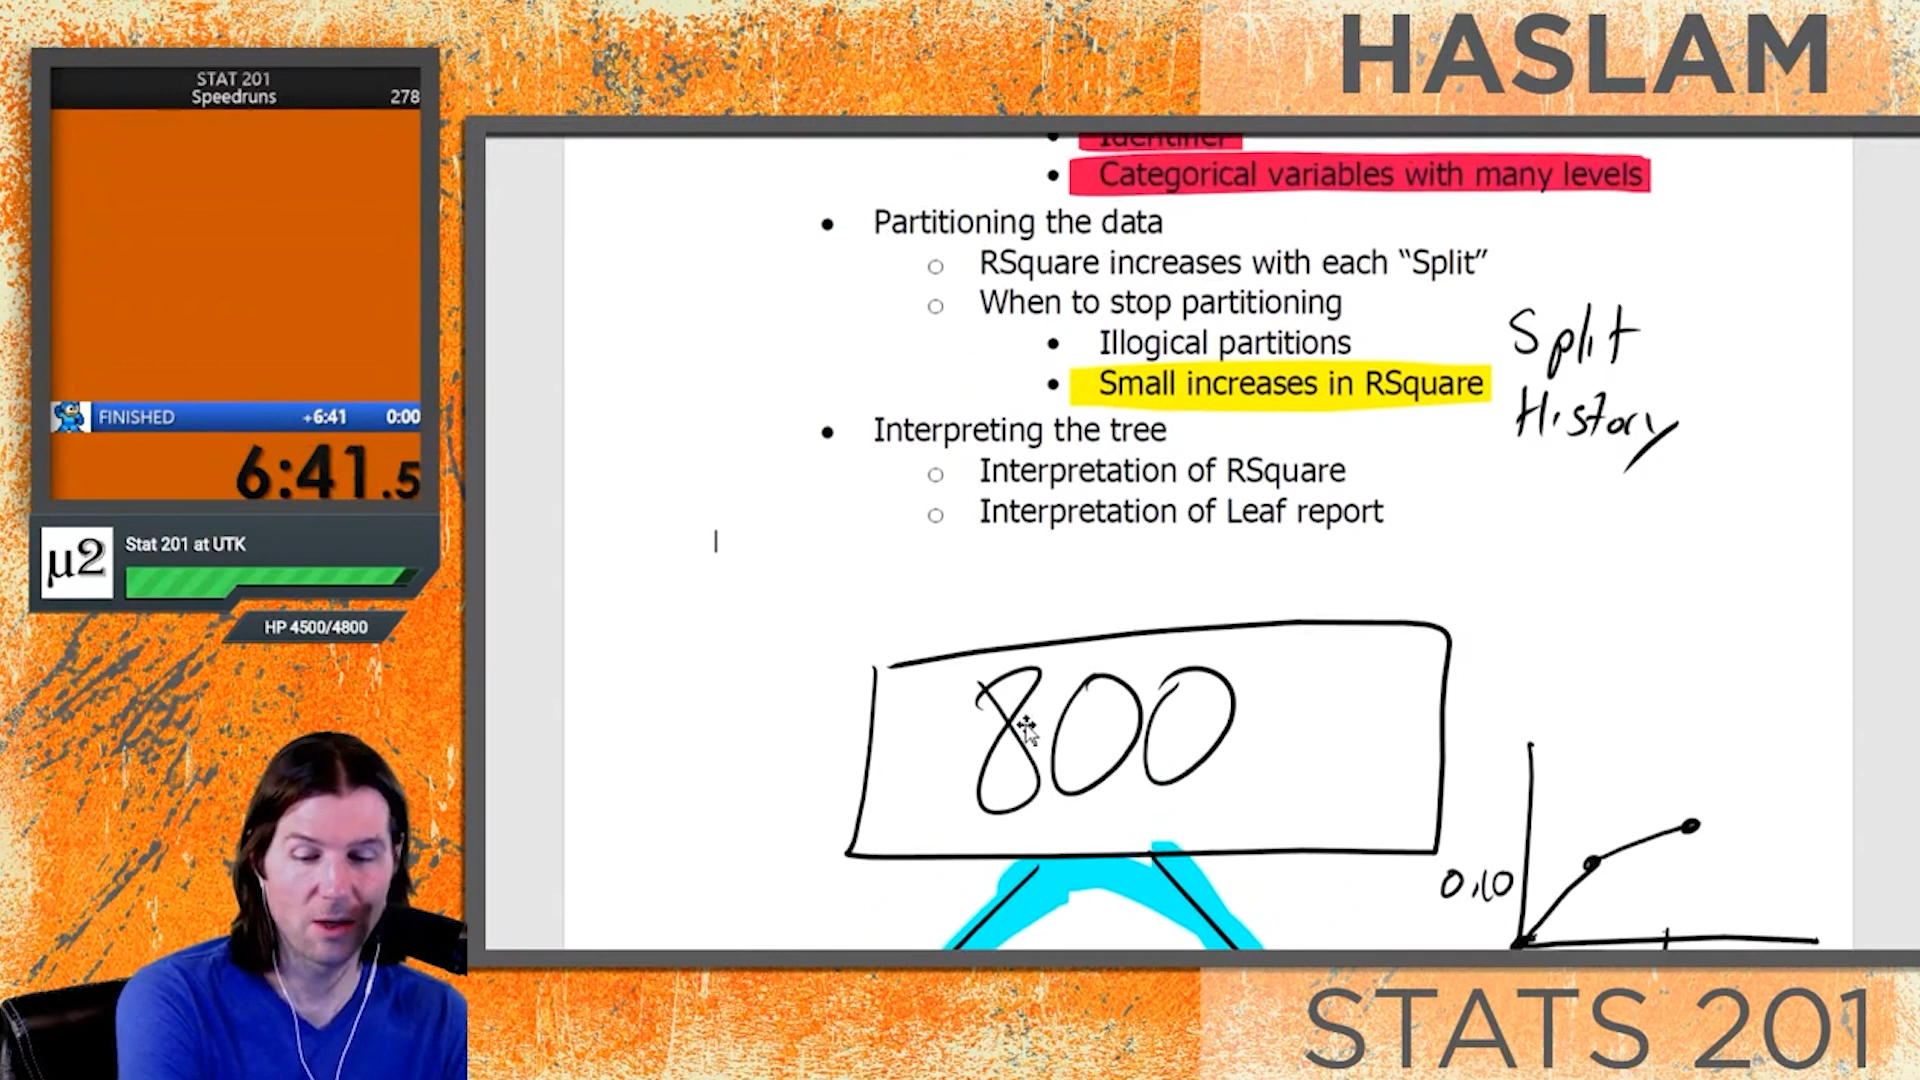 HASLAM
STAT 201
Speedruns 278
FINISHED +6:41 0:00
6:41.5
μ2
Stat 201 at UTK
HP 4500/4800
• Identifier
• Categorical variables with many levels
• Partitioning the data
○ RSquare increases with each “Split”
○ When to stop partitioning
• Illogical partitions
• Small increases in RSquare
• Interpreting the tree
○ Interpretation of RSquare
○ Interpretation of Leaf report
Split
History
800
0.10
STATS 201